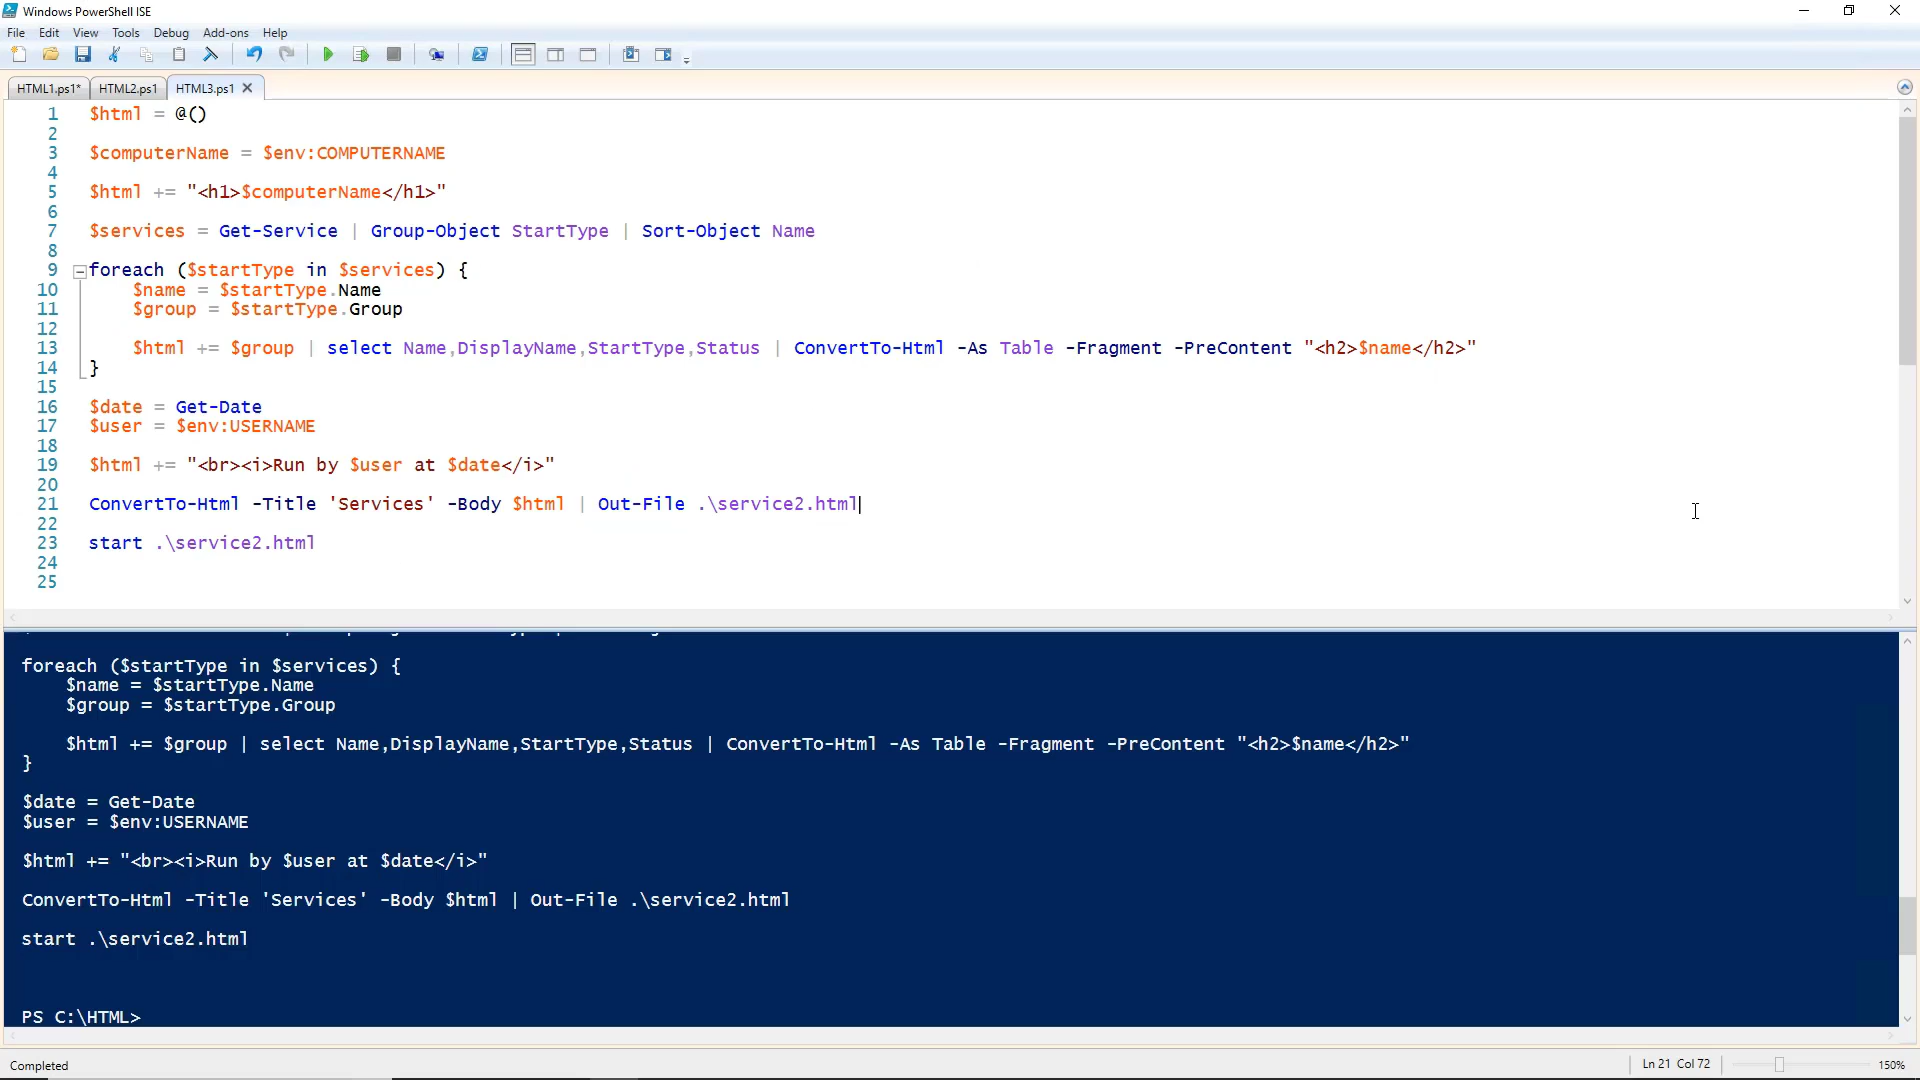 Windows PowerShell ISE
File Edit View Tools Debug Add-ons Help
HTML1.ps1* HTML2.ps1 HTML3.ps1
1 $html = @()
2
3 $computerName = $env:COMPUTERNAME
4
5 $html += "<h1>$computerName</h1>"
6
7 $services = Get-Service | Group-Object StartType | Sort-Object Name
8
9 foreach ($startType in $services) {
10     $name = $startType.Name
11     $group = $startType.Group
12
13     $html += $group | select Name,DisplayName,StartType,Status | ConvertTo-Html -As Table -Fragment -PreContent "<h2>$name</h2>"
14 }
15
16 $date = Get-Date
17 $user = $env:USERNAME
18
19 $html += "<br><i>Run by $user at $date</i>"
20
21 ConvertTo-Html -Title 'Services' -Body $html | Out-File .\service2.html
22
23 start .\service2.html
24
25
foreach ($startType in $services) {
    $name = $startType.Name
    $group = $startType.Group
    $html += $group | select Name,DisplayName,StartType,Status | ConvertTo-Html -As Table -Fragment -PreContent "<h2>$name</h2>"
}
$date = Get-Date
$user = $env:USERNAME
$html += "<br><i>Run by $user at $date</i>"
ConvertTo-Html -Title 'Services' -Body $html | Out-File .\service2.html
start .\service2.html
PS C:\HTML>
Completed Ln 21 Col 72 150%